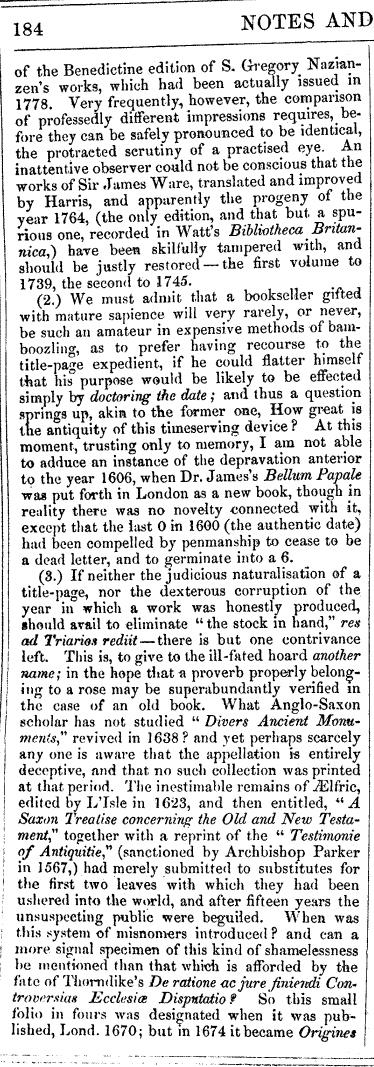 184 NOTES AND
of the Benedictine edition of S. Gregory Nazian-
zen's works, which had been actually issued in
1778. Very frequently, however, the comparison
of professedly different impressions requires, be-
fore they can be safely pronounced to be identical,
the protracted scrutiny of a practised eye. An
inattentive observer could not be conscious that the
works of Sir James Ware, translated and improved
by Harris, and apparently the progeny of the
year 1764, (the only edition, and that but a spu-
rious one, recorded in Watt's Bibliotheca Britan-
nica,) have been skilfully tampered with, and
should be justly restored — the first volume to
1739, the second to 1745.
(2.) We must admit that a bookseller gifted
with mature sapience will very rarely, or never,
be such an amateur in expensive methods of bam-
boozling, as to prefer having recourse to the
title-page expedient, if he could flatter himself
that his purpose would be likely to be effected
simply by doctoring the date; and thus a question
springs up, akin to the former one, How great is
the antiquity of this timeserving device? At this
moment, trusting only to memory, I am not able
to adduce an instance of the depravation anterior
to the year 1606, when Dr. James's Bellum Papale
was put forth in London as a new book, though in
reality there was no novelty connected with it,
except that the last 0 in 1600 (the authentic date)
had been compelled by penmanship to cease to be
a dead letter, and to germinate into a 6.
(3.) If neither the judicious naturalisation of a
title-page, nor the dexterous corruption of the
year in which a work was honestly produced,
should avail to eliminate "the stock in hand," res
ad Triarios rediit — there is but one contrivance
left. This is, to give to the ill-fated hoard another
name; in the hope that a proverb properly belong-
ing to a rose may be superabundantly verified in
the case of an old book. What Anglo-Saxon
scholar has not studied "Divers Ancient Monu-
ments," revived in 1638? and yet perhaps scarcely
any one is aware that the appellation is entirely
deceptive, and that no such collection was printed
at that period. The inestimable remains of Ælfric,
edited by L'Isle in 1623, and then entitled, "A
Saxon Treatise concerning the Old and New Testa-
ment," together with a reprint of the "Testimonie
of Antiquitie," (sanctioned by Archbishop Parker
in 1567,) had merely submitted to substitutes for
the first two leaves with which they had been
ushered into the world, and after fifteen years the
unsuspecting public were beguiled. When was
this system of misnomers introduced? and can a
more signal specimen of this kind of shamelessness
be mentioned than that which is afforded by the
fate of Thorndike's De ratione ac jure finiendi Con-
troversias Ecclesiæ Disputatio? So this small
folio in fours was designated when it was pub-
lished, Lond. 1670; but in 1674 it became Origines